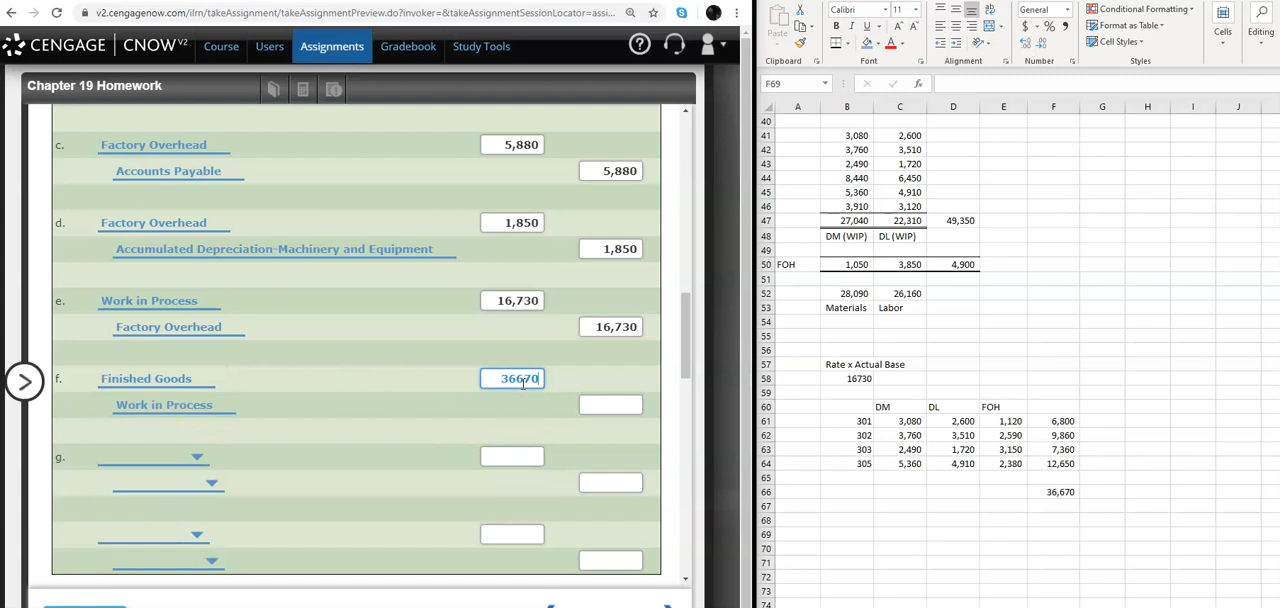 v2.cengagenow.com/ilrn/takeAssignment/takeAssignmentPreview.do?invoker=&takeAssignmentSessionLocator=assi...
CENGAGE | CNOWv2 Course Users Assignments Gradebook Study Tools
Chapter 19 Homework
c. Factory Overhead 5,880
Accounts Payable 5,880
d. Factory Overhead 1,850
Accumulated Depreciation-Machinery and Equipment 1,850
e. Work in Process 16,730
Factory Overhead 16,730
f. Finished Goods 36670
Work in Process
g.
Calibri 11 General Conditional Formatting
Format as Table
Paste B I U $ % Cell Styles Cells Editing
Clipboard Font Alignment Number Styles
F69 fx
A B C D E F G H I J
40
41 3,080 2,600
42 3,760 3,510
43 2,490 1,720
44 8,440 6,450
45 5,360 4,910
46 3,910 3,120
47 27,040 22,310 49,350
48 DM (WIP) DL (WIP)
49
50 FOH 1,050 3,850 4,900
51
52 28,090 26,160
53 Materials Labor
54
55
56
57 Rate x Actual Base
58 16730
59
60 DM DL FOH
61 301 3,080 2,600 1,120 6,800
62 302 3,760 3,510 2,590 9,860
63 303 2,490 1,720 3,150 7,360
64 305 5,360 4,910 2,380 12,650
65
66 36,670
67
68
69
70
71
72
73
74